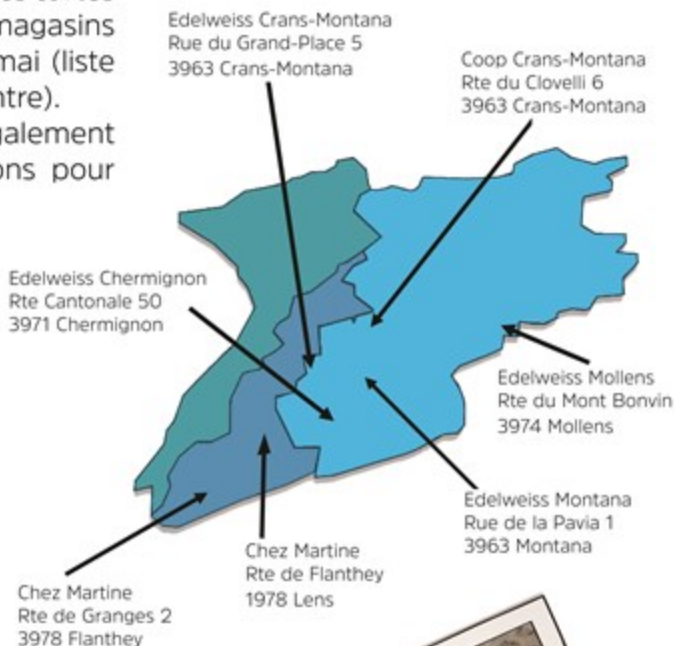 magasins
mai (liste
ntre).
galement
ons pour
Edelweiss Crans-Montana
Rue du Grand-Place 5
3963 Crans-Montana
Coop Crans-Montana
Rte du Clovelli 6
3963 Crans-Montana
Edelweiss Chermignon
Rte Cantonale 50
3971 Chermignon
Edelweiss Mollens
Rte du Mont Bonvin
3974 Mollens
Edelweiss Montana
Rue de la Pavia 1
3963 Montana
Chez Martine
Rte de Flanthey
1978 Lens
Chez Martine
Rte de Granges 2
3978 Flanthey